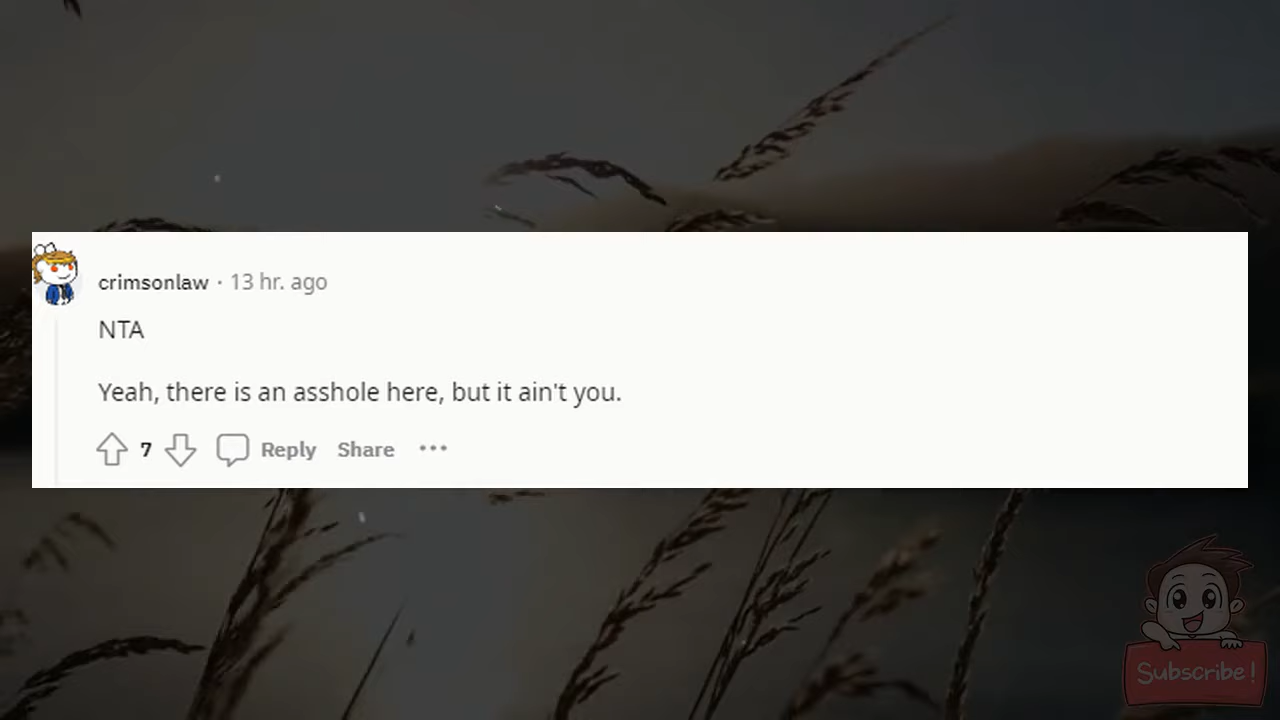 crimsonlaw · 13 hr. ago
NTA
Yeah, there is an asshole here, but it ain't you.
7 Reply Share ···
Subscribe!